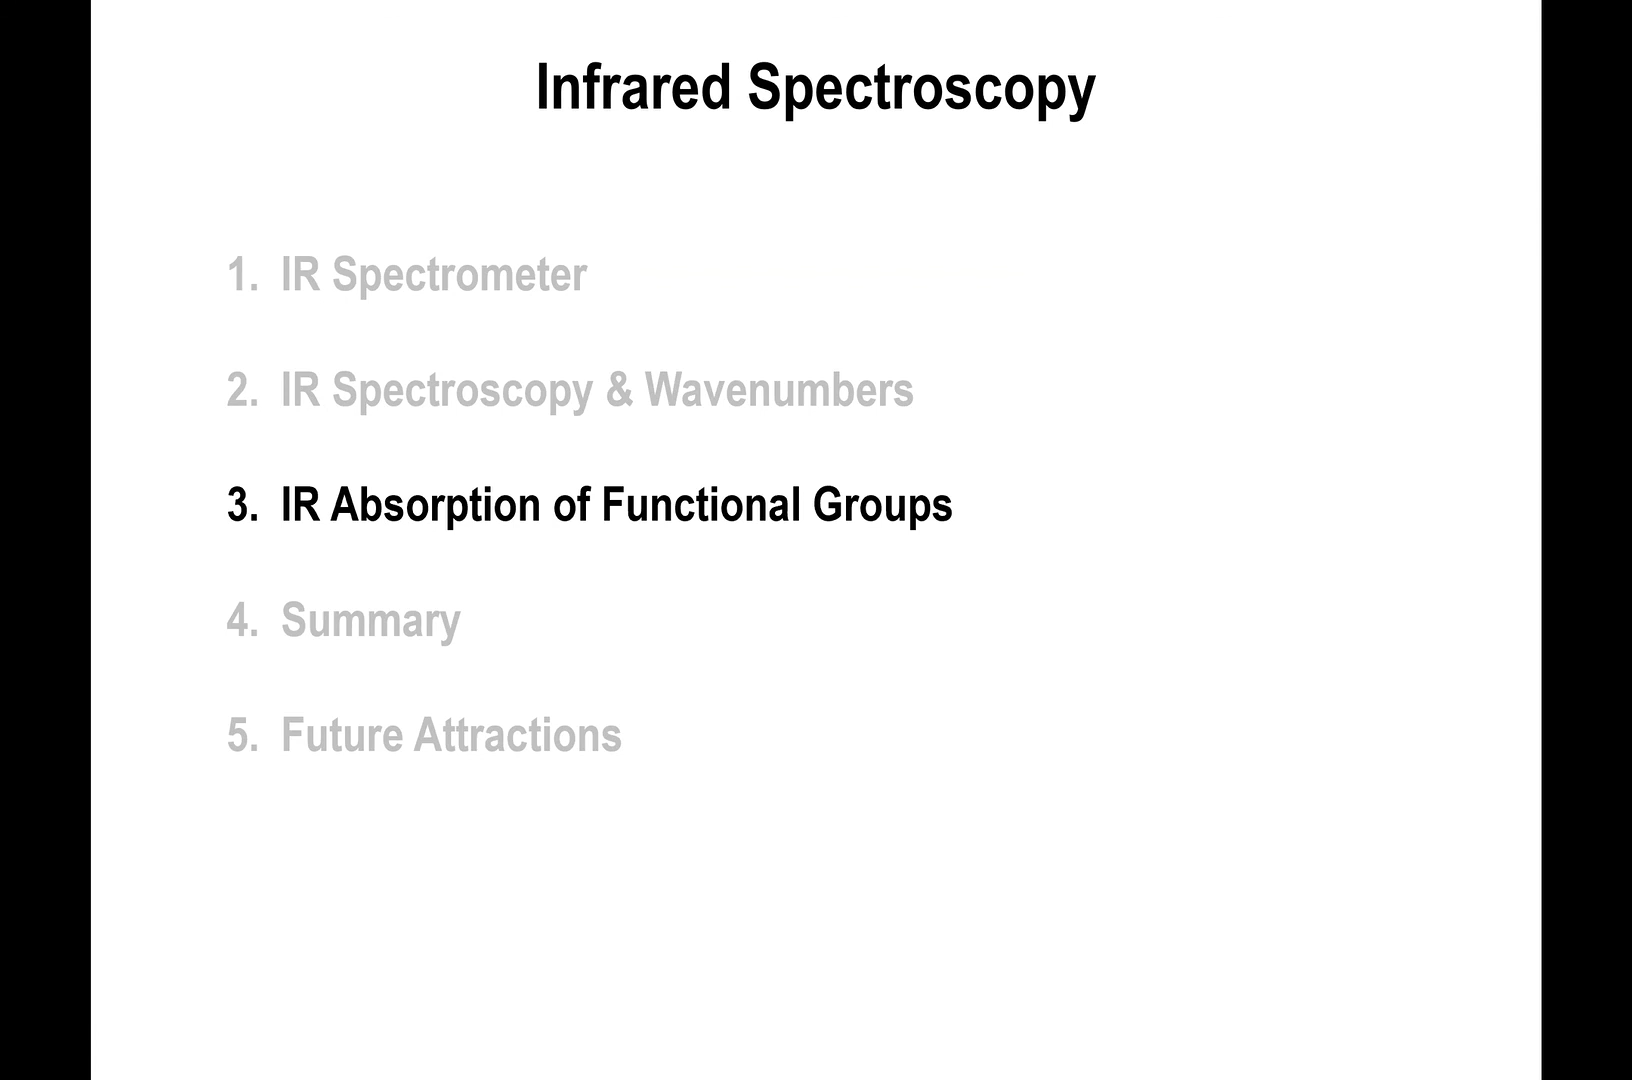 Infrared Spectroscopy
1. IR Spectrometer
2. IR Spectroscopy & Wavenumbers
3. IR Absorption of Functional Groups
4. Summary
5. Future Attractions